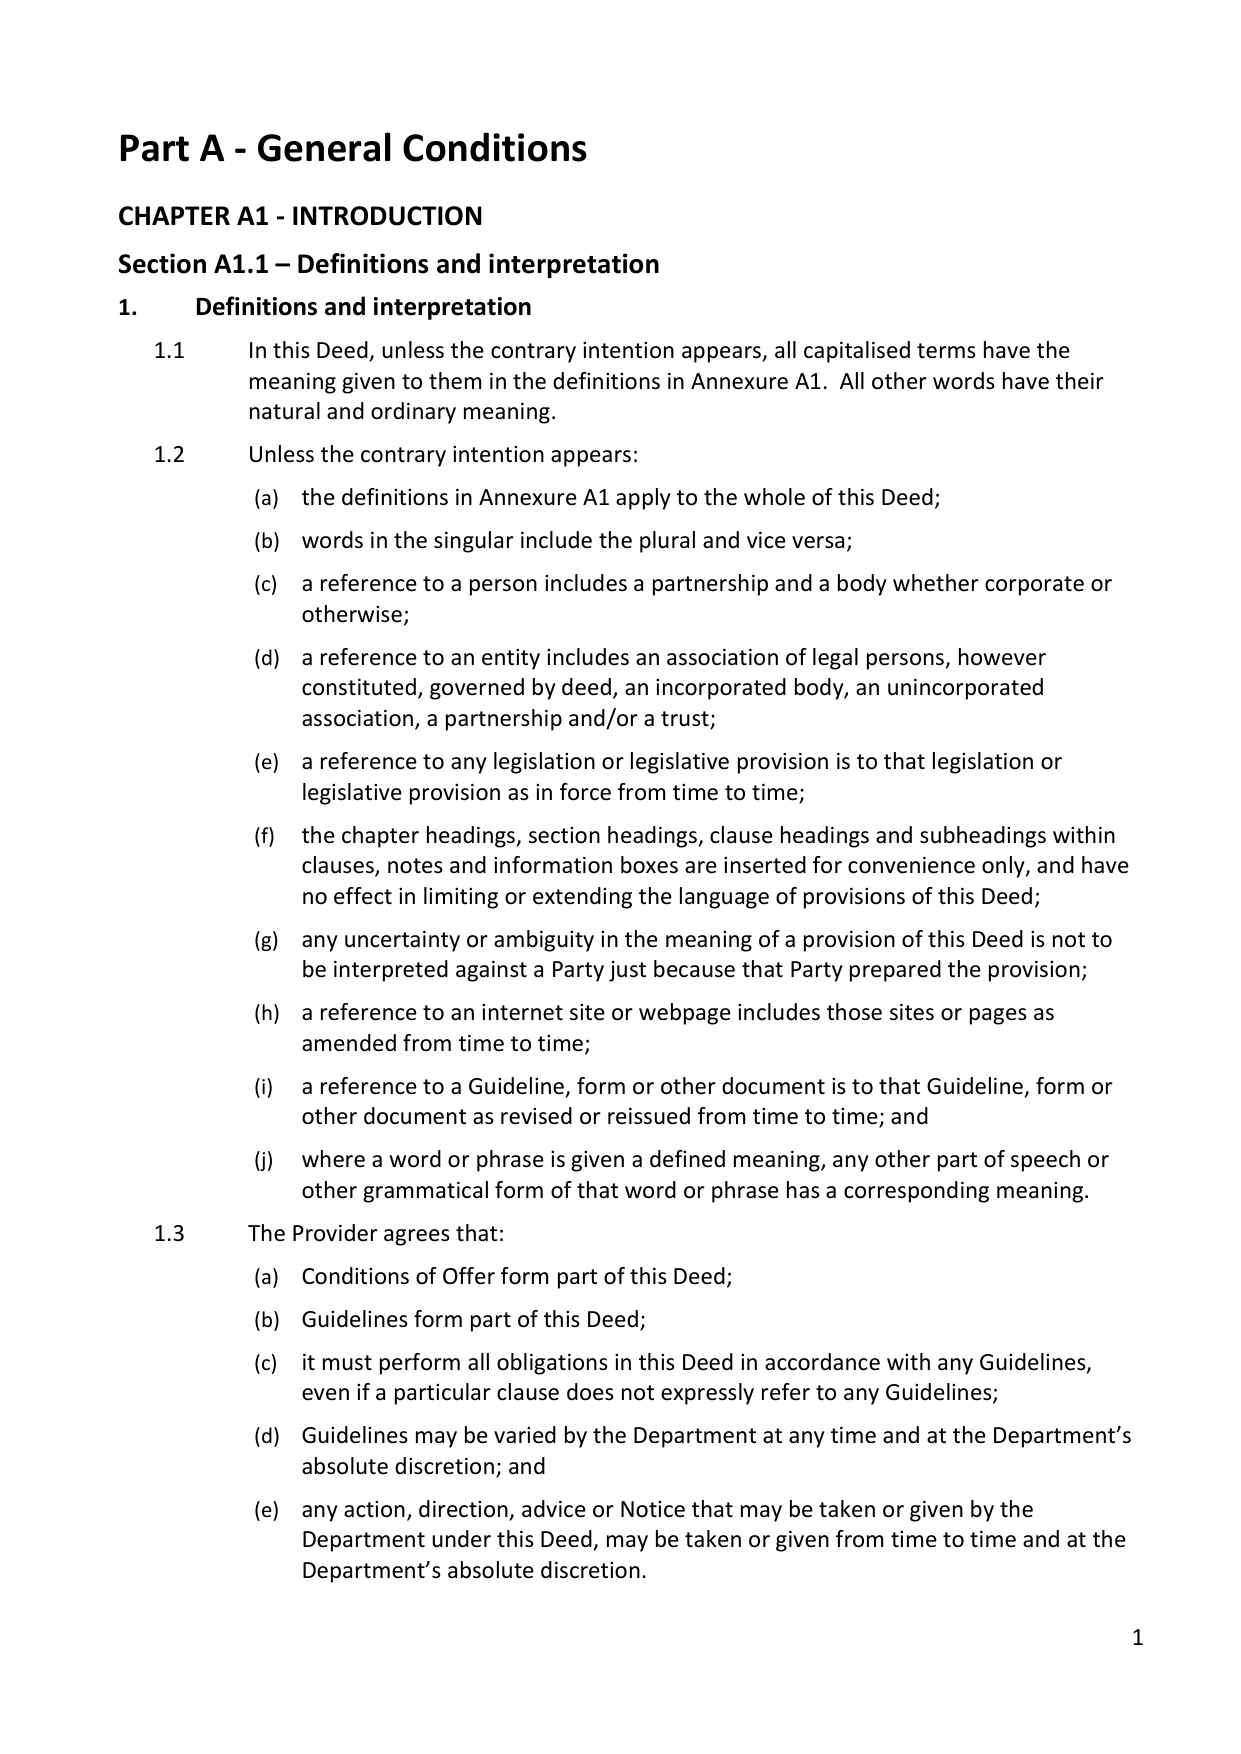 Part A - General Conditions
CHAPTER A1 - INTRODUCTION
Section A1.1 – Definitions and interpretation
1. Definitions and interpretation
1.1 In this Deed, unless the contrary intention appears, all capitalised terms have the
meaning given to them in the definitions in Annexure A1.  All other words have their
natural and ordinary meaning.
1.2 Unless the contrary intention appears:
(a) the definitions in Annexure A1 apply to the whole of this Deed;
(b) words in the singular include the plural and vice versa;
(c) a reference to a person includes a partnership and a body whether corporate or
otherwise;
(d) a reference to an entity includes an association of legal persons, however
constituted, governed by deed, an incorporated body, an unincorporated
association, a partnership and/or a trust;
(e) a reference to any legislation or legislative provision is to that legislation or
legislative provision as in force from time to time;
(f) the chapter headings, section headings, clause headings and subheadings within
clauses, notes and information boxes are inserted for convenience only, and have
no effect in limiting or extending the language of provisions of this Deed;
(g) any uncertainty or ambiguity in the meaning of a provision of this Deed is not to
be interpreted against a Party just because that Party prepared the provision;
(h) a reference to an internet site or webpage includes those sites or pages as
amended from time to time;
(i) a reference to a Guideline, form or other document is to that Guideline, form or
other document as revised or reissued from time to time; and
(j) where a word or phrase is given a defined meaning, any other part of speech or
other grammatical form of that word or phrase has a corresponding meaning.
1.3 The Provider agrees that:
(a) Conditions of Offer form part of this Deed;
(b) Guidelines form part of this Deed;
(c) it must perform all obligations in this Deed in accordance with any Guidelines,
even if a particular clause does not expressly refer to any Guidelines;
(d) Guidelines may be varied by the Department at any time and at the Department’s
absolute discretion; and
(e) any action, direction, advice or Notice that may be taken or given by the
Department under this Deed, may be taken or given from time to time and at the
Department’s absolute discretion.
1